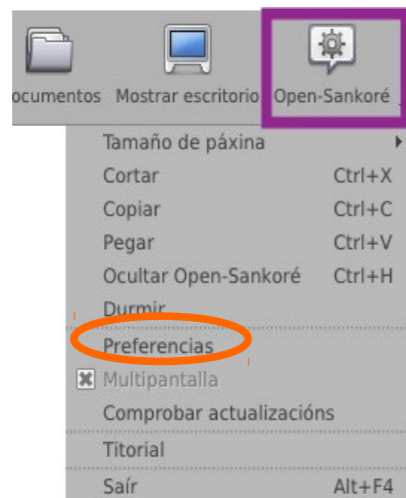 ocumentos Mostrar escritorio Open-Sankoré
Tamaño de páxina
Cortar Ctrl+X
Copiar Ctrl+C
Pegar Ctrl+V
Ocultar Open-Sankoré Ctrl+H
Durmir
Preferencias
Multipantalla
Comprobar actualizacións
Titorial
Saír Alt+F4